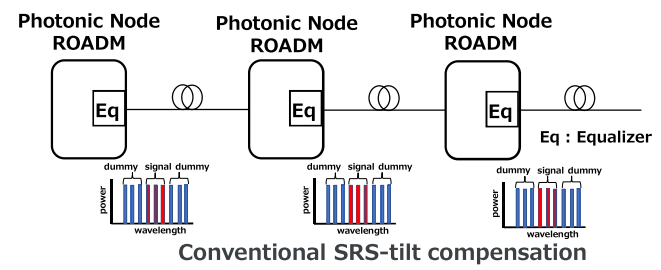 Photonic Node
ROADM
Photonic Node
ROADM
Photonic Node
ROADM
Eq
Eq
Eq
Eq : Equalizer
dummy signal dummy
power
wavelength
dummy signal dummy
power
wavelength
dummy signal dummy
power
wavelength
Conventional SRS-tilt compensation